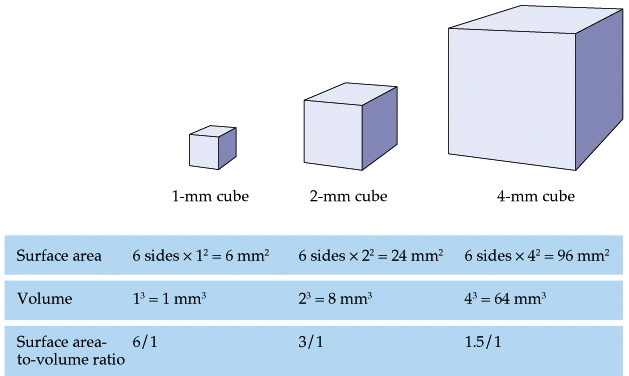 1-mm cube 2-mm cube 4-mm cube
Surface area 6 sides × 1² = 6 mm² 6 sides × 2² = 24 mm² 6 sides × 4² = 96 mm²
Volume 1³ = 1 mm³ 2³ = 8 mm³ 4³ = 64 mm³
Surface area- 6/1 3/1 1.5/1
to-volume ratio